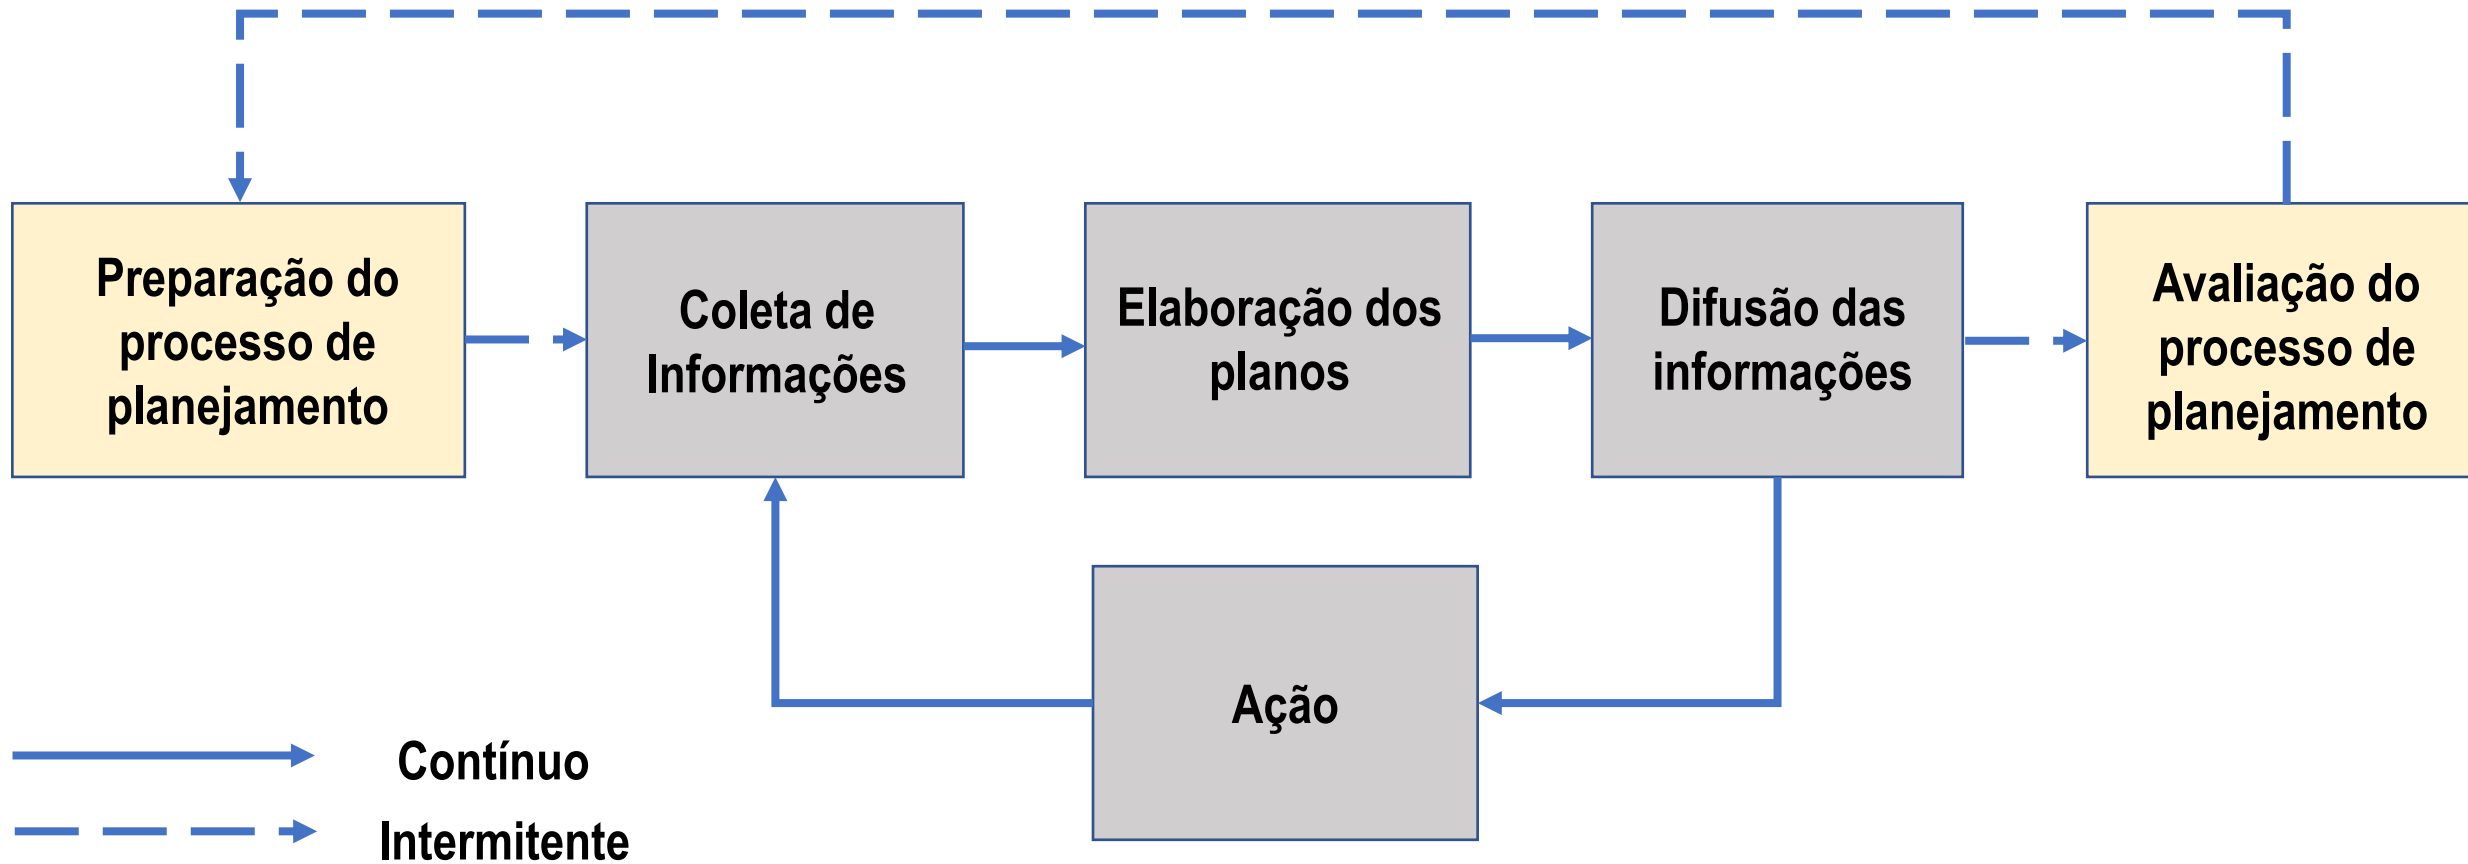 Preparação do
processo de
planejamento
Coleta de
Informações
Elaboração dos
planos
Difusão das
informações
Avaliação do
processo de
planejamento
Ação
Contínuo
Intermitente